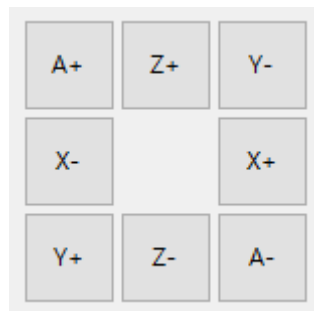 A+ Z+ Y-
X- X+
Y+ Z- A-